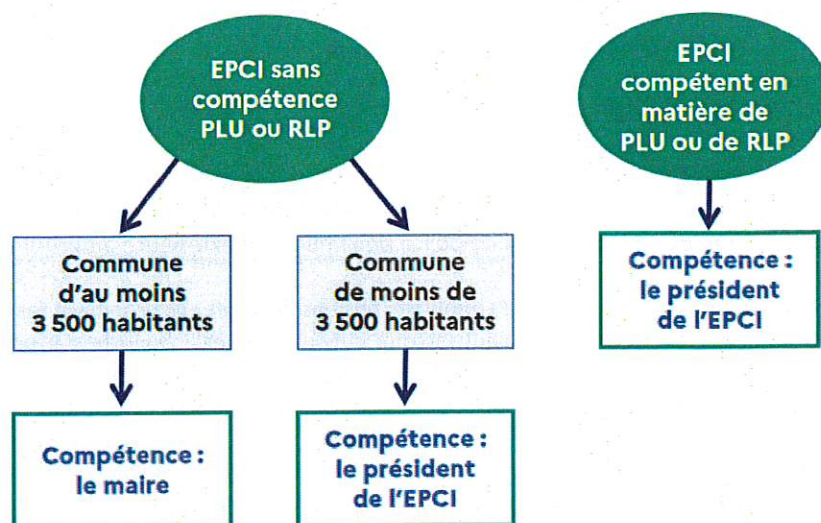 EPCI sans
compétence
PLU ou RLP
EPCI
compétent en
matière de
PLU ou de RLP
Commune
d'au moins
3 500 habitants
Commune
de moins de
3 500 habitants
Compétence :
le président
de l'EPCI
Compétence :
le maire
Compétence :
le président
de l'EPCI